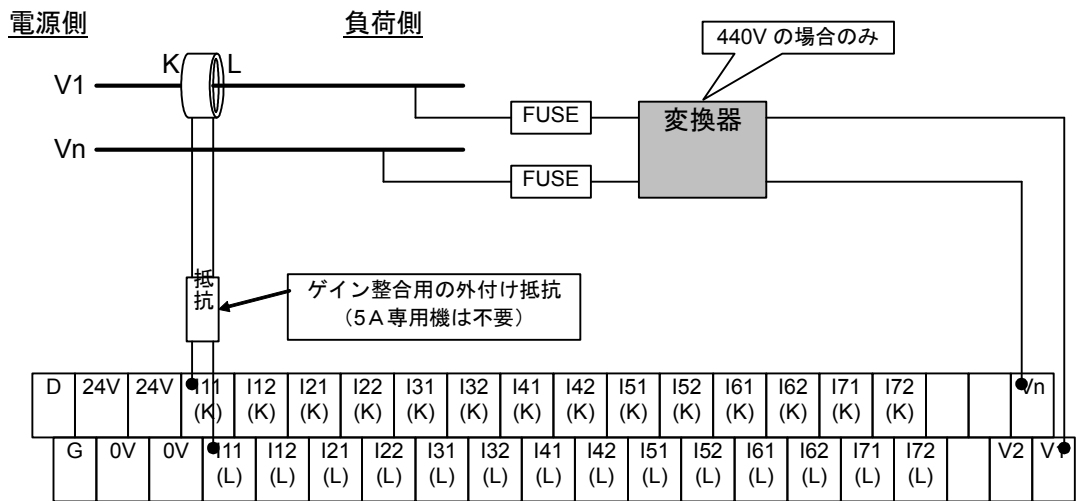 電源側
負荷側
440V の場合のみ
K L
V1
FUSE
変換器
Vn
FUSE
抵抗
ゲイン整合用の外付け抵抗
（5A専用機は不要）
D 24V 24V I11 I12 I21 I22 I31 I32 I41 I42 I51 I52 I61 I62 I71 I72 Vn
(K) (K) (K) (K) (K) (K) (K) (K) (K) (K) (K) (K) (K) (K)
G 0V 0V I11 I12 I21 I22 I31 I32 I41 I42 I51 I52 I61 I62 I71 I72 V2 V1
(L) (L) (L) (L) (L) (L) (L) (L) (L) (L) (L) (L) (L) (L)